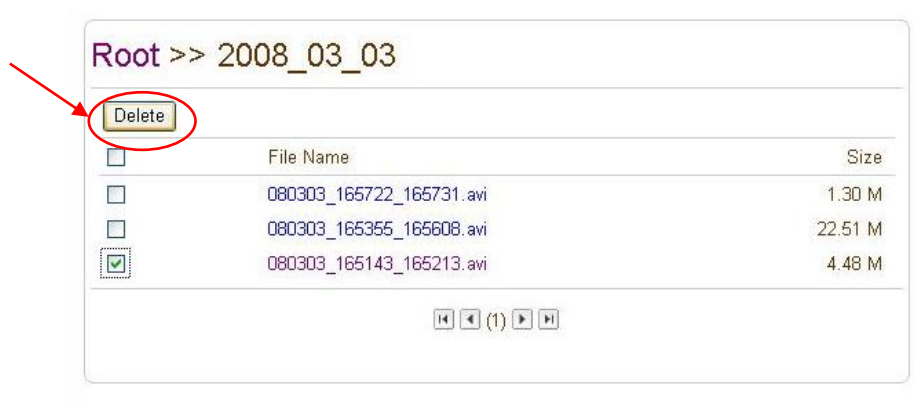 Root >> 2008_03_03
Delete
File Name Size
080303_165722_165731.avi 1.30 M
080303_165355_165608.avi 22.51 M
080303_165143_165213.avi 4.48 M
(1)